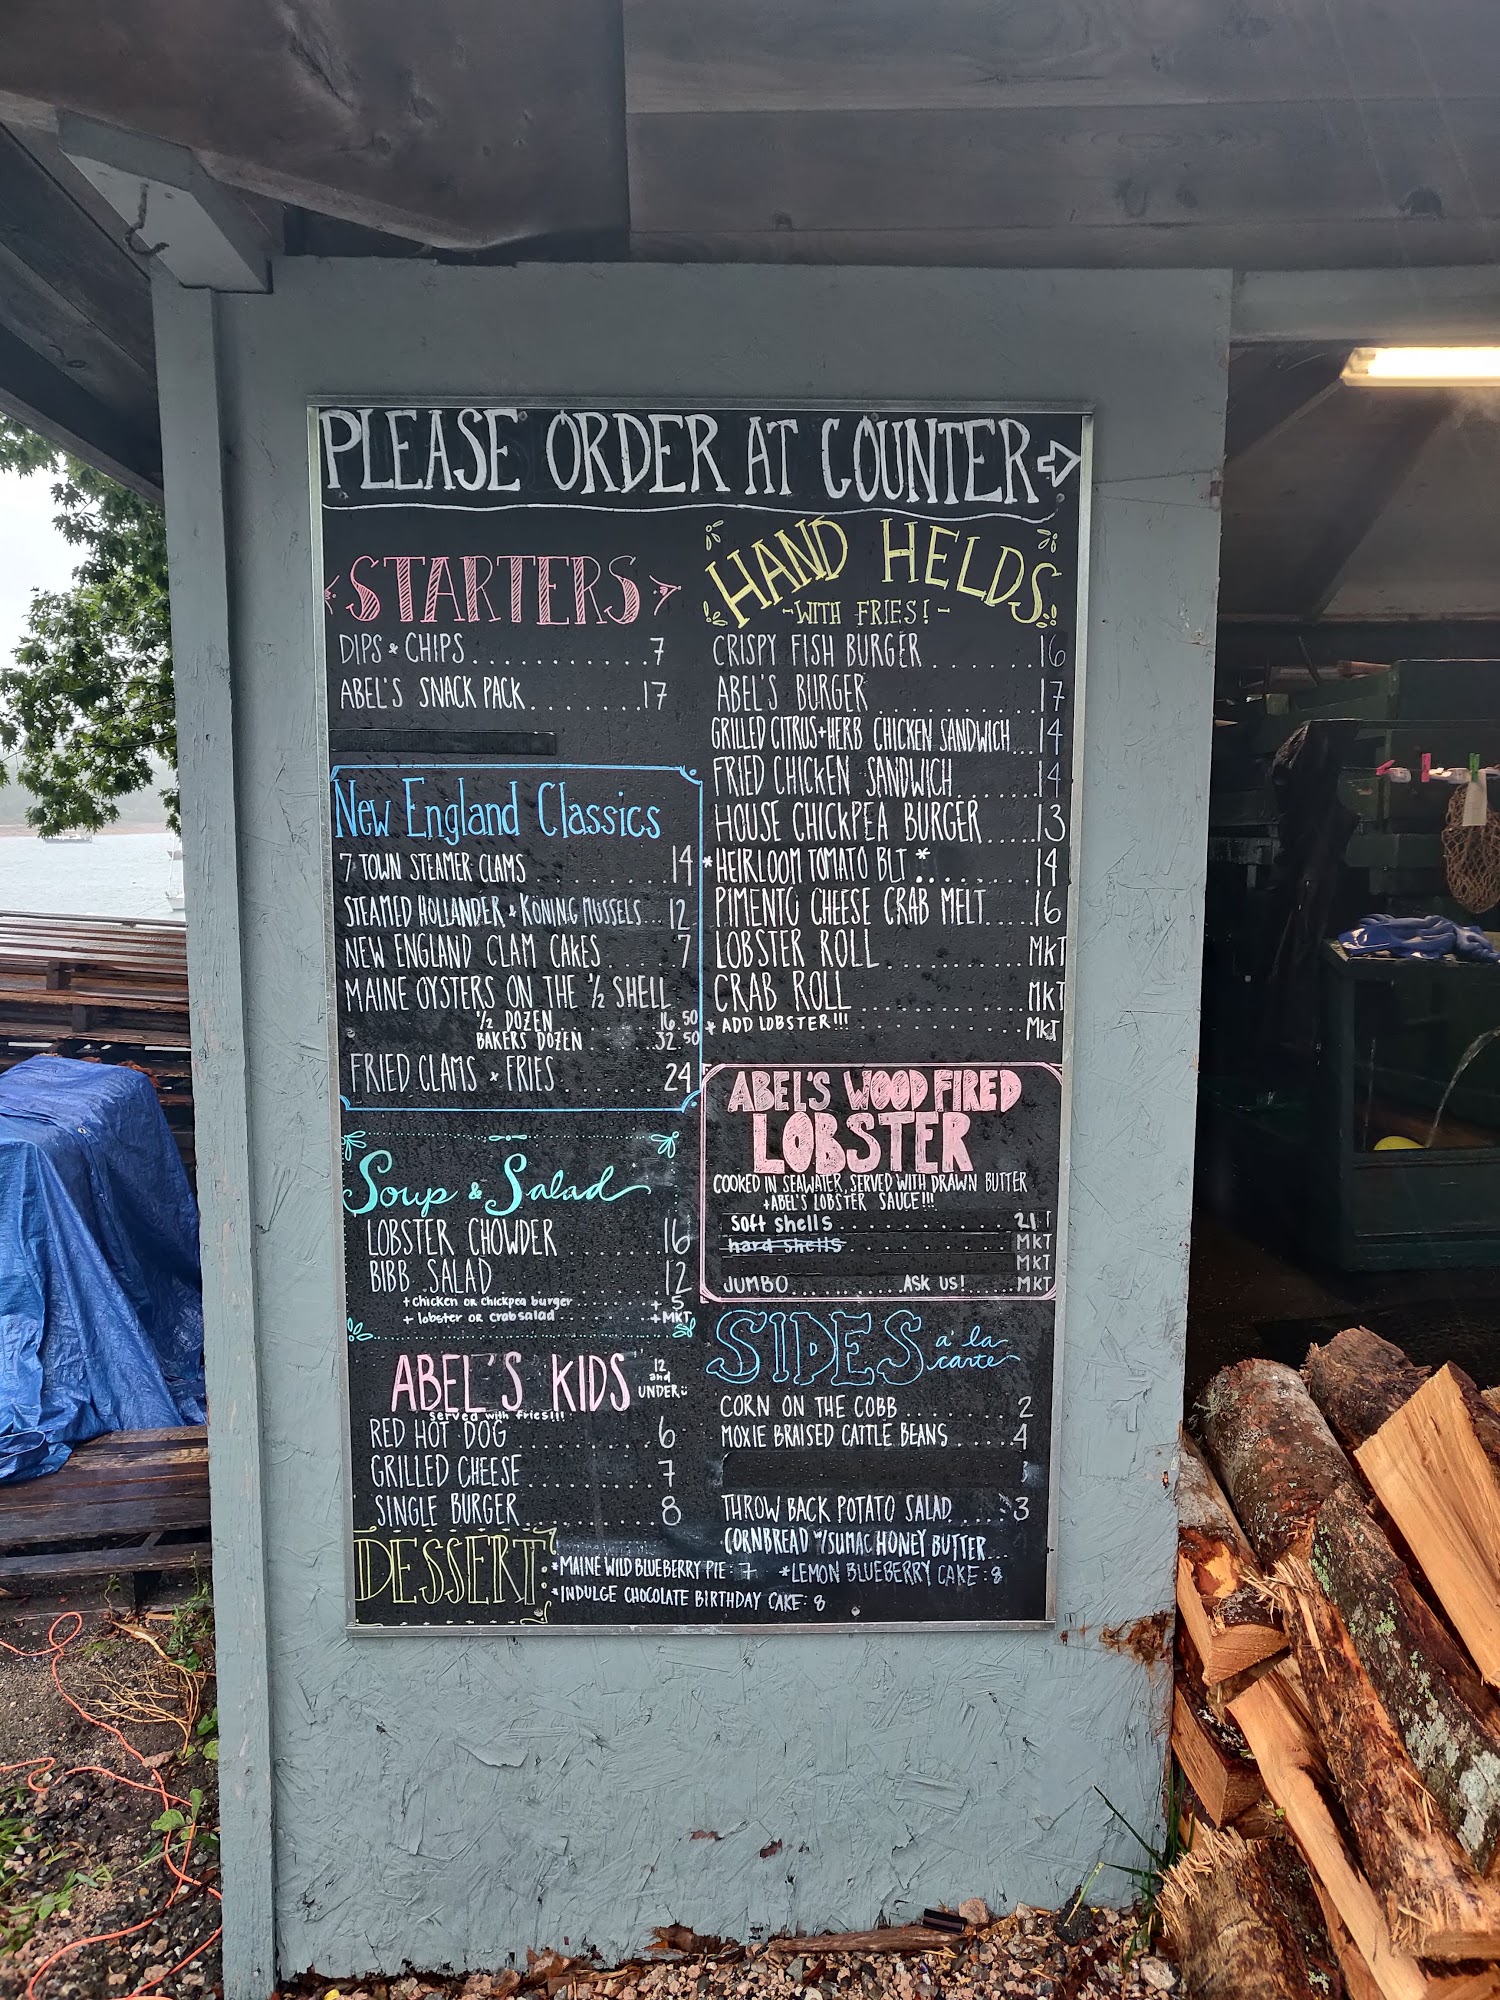 PLEASE ORDER AT COUNTER
STARTERS
DIPS & CHIPS...........7
ABEL'S SNACK PACK.......17
New England Classics
7 TOWN STEAMER CLAMS.........14
STEAMED HOLLANDER & KONING MUSSELS...12
NEW ENGLAND CLAM CAKES.....7
MAINE OYSTERS ON THE ½ SHELL
½ DOZEN.........16.50
BAKERS DOZEN.....32.50
FRIED CLAMS & FRIES.......24
Soup & Salad
LOBSTER CHOWDER......16
BIBB SALAD..........12
+chicken or chickpea burger........+5
+ lobster or crab salad.........+MKT
ABEL'S KIDS 12 and UNDER
served with fries!!!
RED HOT DOG.........6
GRILLED CHEESE........7
SINGLE BURGER........8
HAND HELDS
-WITH FRIES!-
CRISPY FISH BURGER.......16
ABEL'S BURGER..........17
GRILLED CITRUS+HERB CHICKEN SANDWICH...14
FRIED CHICKEN SANDWICH.....14
HOUSE CHICKPEA BURGER....13
*HEIRLOOM TOMATO BLT *......14
PIMENTO CHEESE CRAB MELT....16
LOBSTER ROLL.........MKT
CRAB ROLL..........MKT
* ADD LOBSTER!!!...........MKT
ABEL'S WOOD FIRED
LOBSTER
COOKED IN SEAWATER, SERVED WITH DRAWN BUTTER
+ABEL'S LOBSTER SAUCE!!!
Soft Shells............21
hard shells...........MKT
MKT
JUMBO..........ASK US!.....MKT
SIDES a' la carte
CORN ON THE COBB.......2
MOXIE BRAISED CATTLE BEANS.....4
THROW BACK POTATO SALAD.....3
CORNBREAD W/SUMAC HONEY BUTTER...
DESSERT
*MAINE WILD BLUEBERRY PIE: 7 *LEMON BLUEBERRY CAKE: 8
*INDULGE CHOCOLATE BIRTHDAY CAKE: 8